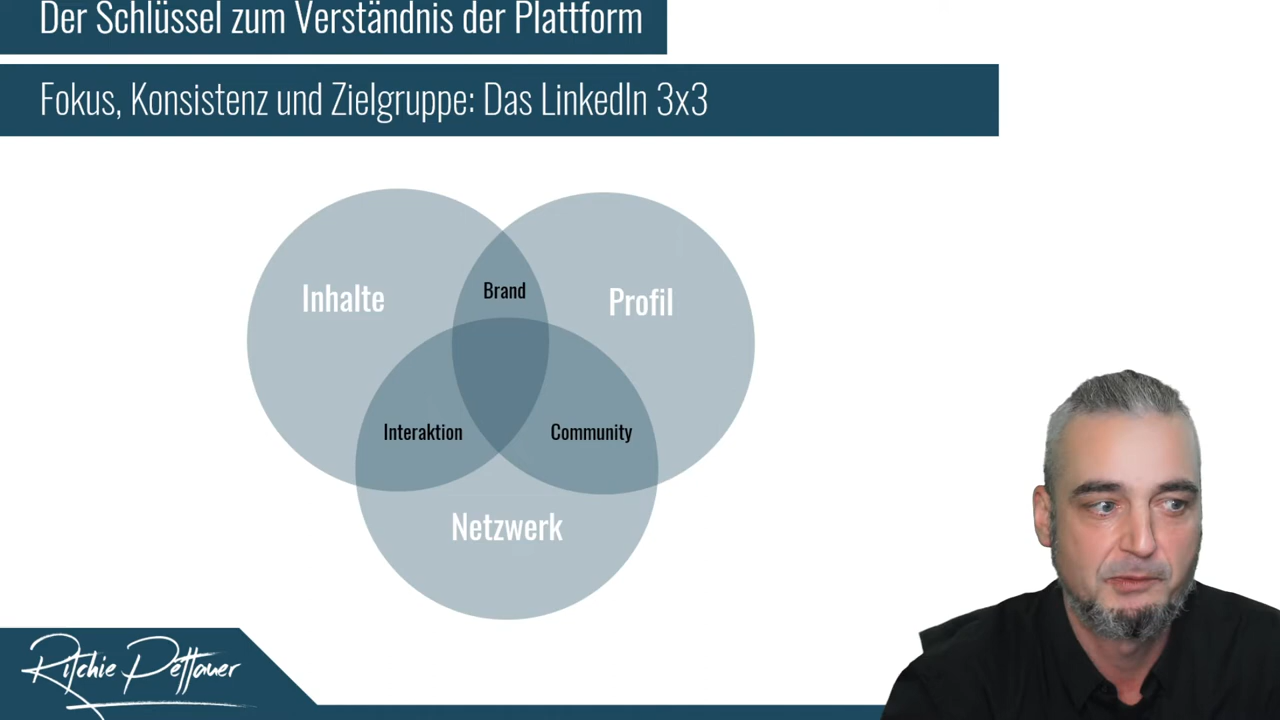 Der Schlüssel zum Verständnis der Plattform
Fokus, Konsistenz und Zielgruppe: Das LinkedIn 3x3
Inhalte
Brand
Profil
Interaktion
Community
Netzwerk
Ritchie Pettauer